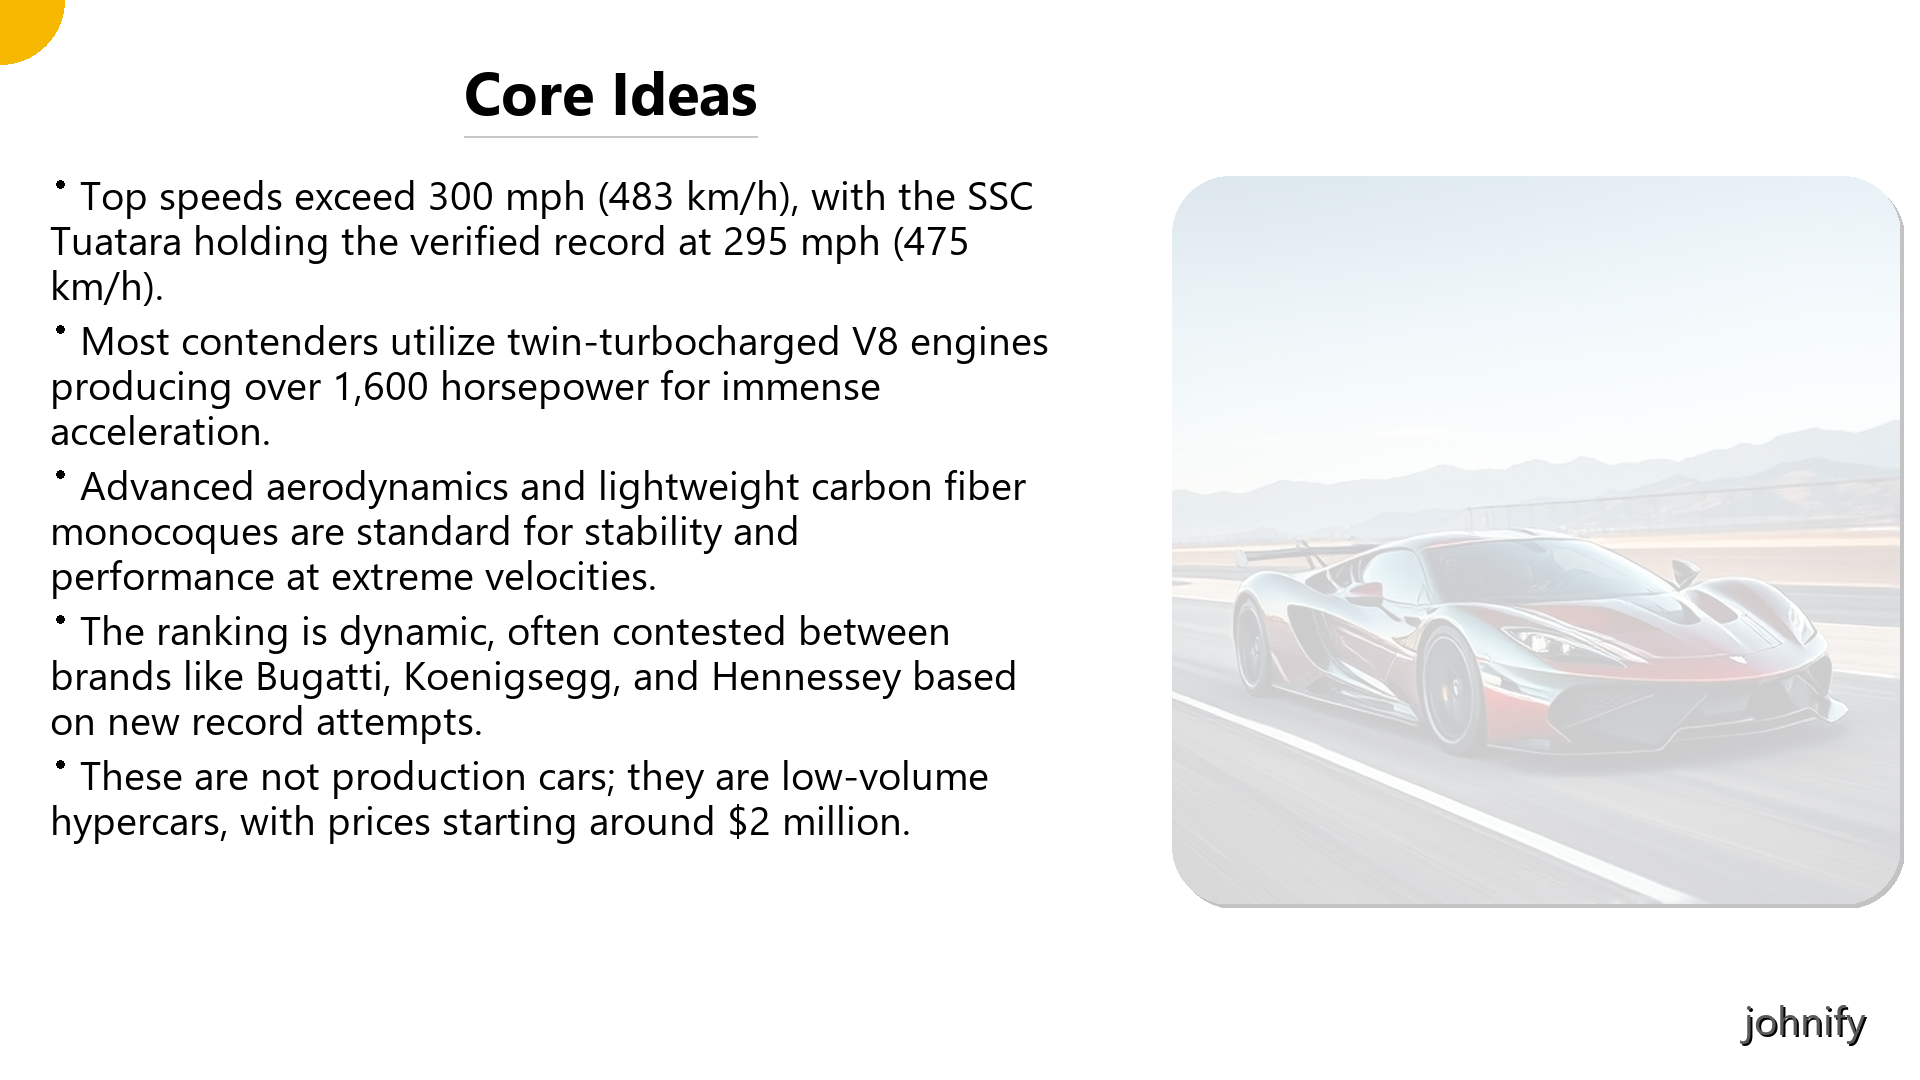 Core Ideas
• Top speeds exceed 300 mph (483 km/h), with the SSC
Tuatara holding the verified record at 295 mph (475
km/h).
• Most contenders utilize twin-turbocharged V8 engines
producing over 1,600 horsepower for immense
acceleration.
• Advanced aerodynamics and lightweight carbon fiber
monocoques are standard for stability and
performance at extreme velocities.
• The ranking is dynamic, often contested between
brands like Bugatti, Koenigsegg, and Hennessey based
on new record attempts.
• These are not production cars; they are low-volume
hypercars, with prices starting around $2 million.
johnify